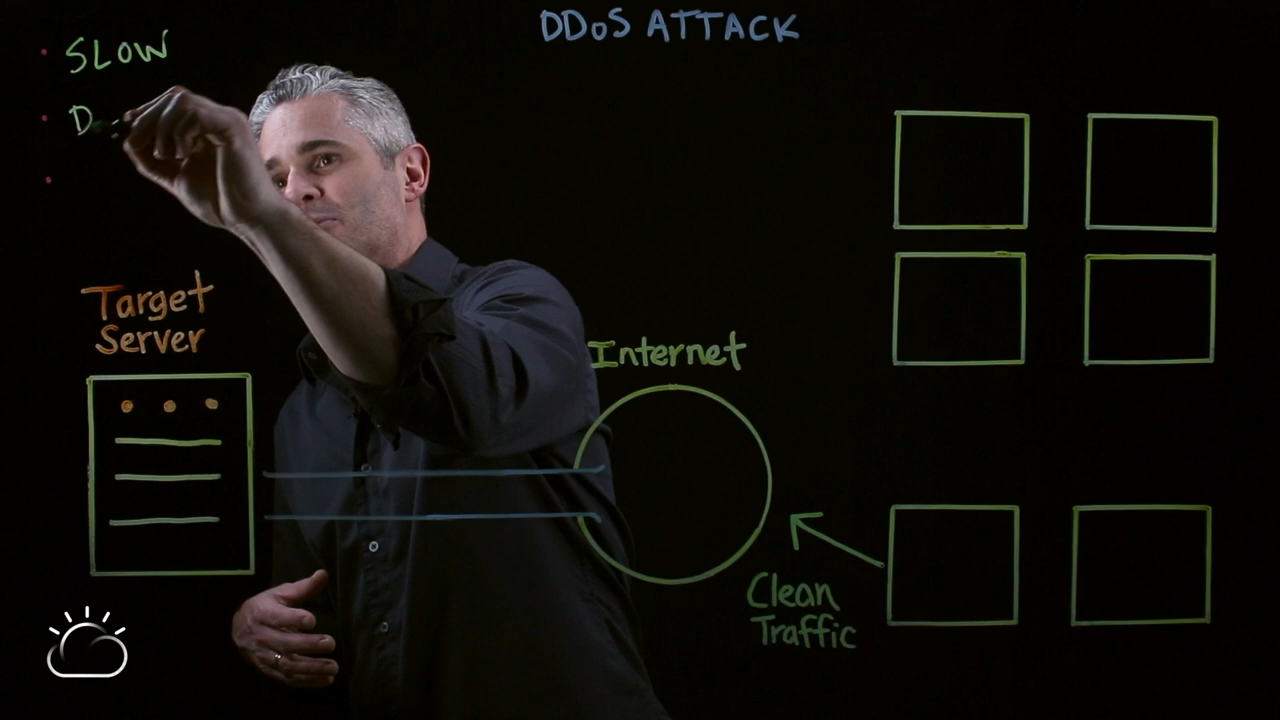 DDoS ATTACK
SLOW
D
Target
Server
Internet
Clean
Traffic